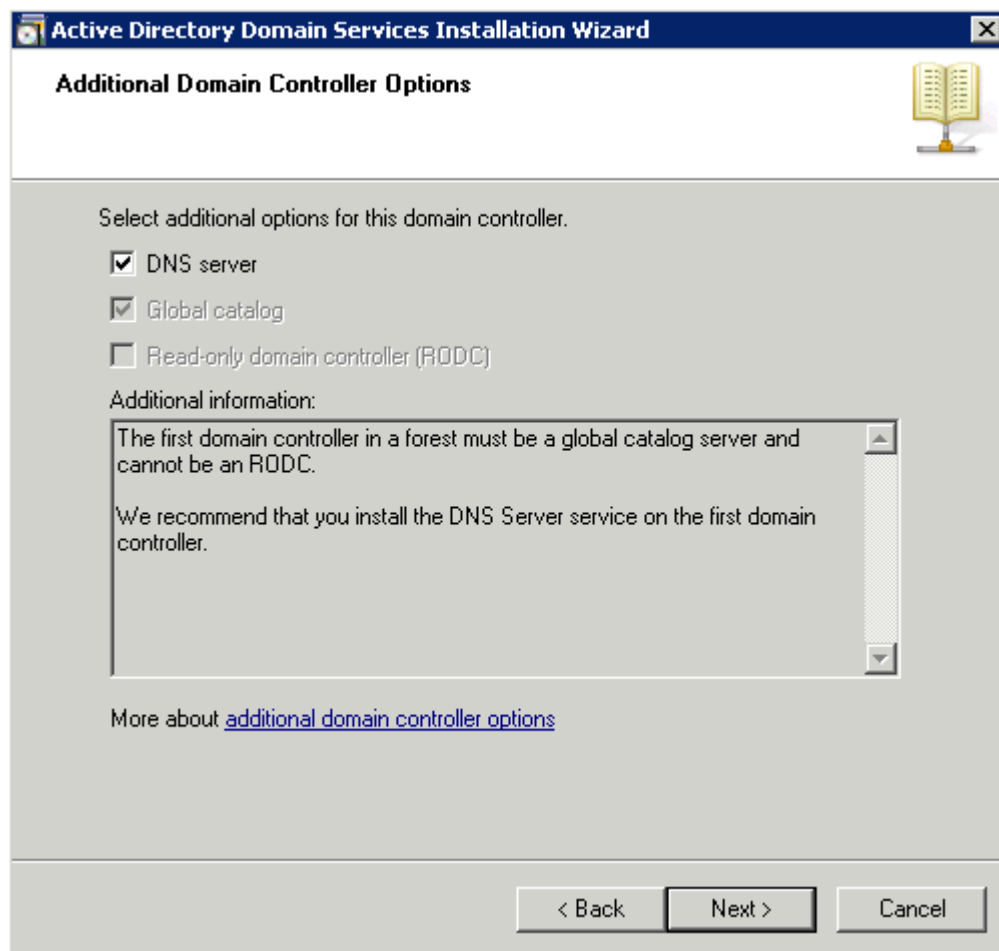 Active Directory Domain Services Installation Wizard
Additional Domain Controller Options
Select additional options for this domain controller.
DNS server
Global catalog
Read-only domain controller (RODC)
Additional information:
The first domain controller in a forest must be a global catalog server and
cannot be an RODC.
We recommend that you install the DNS Server service on the first domain
controller.
More about additional domain controller options
< Back
Next >
Cancel